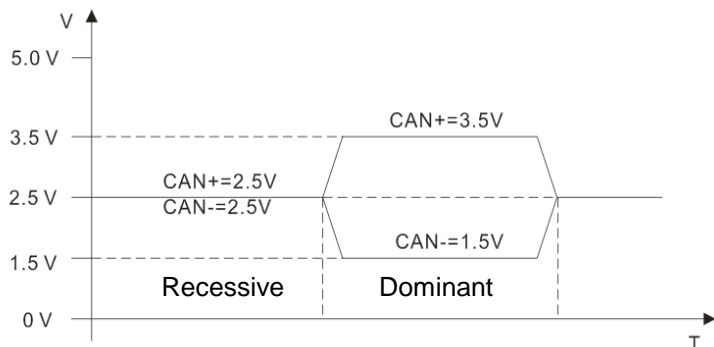 V
5.0 V
3.5 V
CAN+=3.5V
CAN+=2.5V
2.5 V
CAN-=2.5V
CAN-=1.5V
1.5 V
Recessive
Dominant
0 V
T